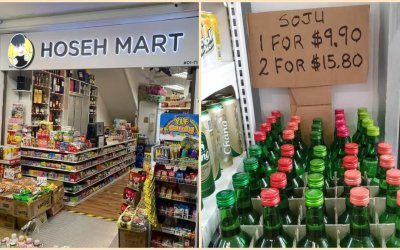 HOSEH MART
SOJU
1 FOR $9.90
2 FOR $15.80